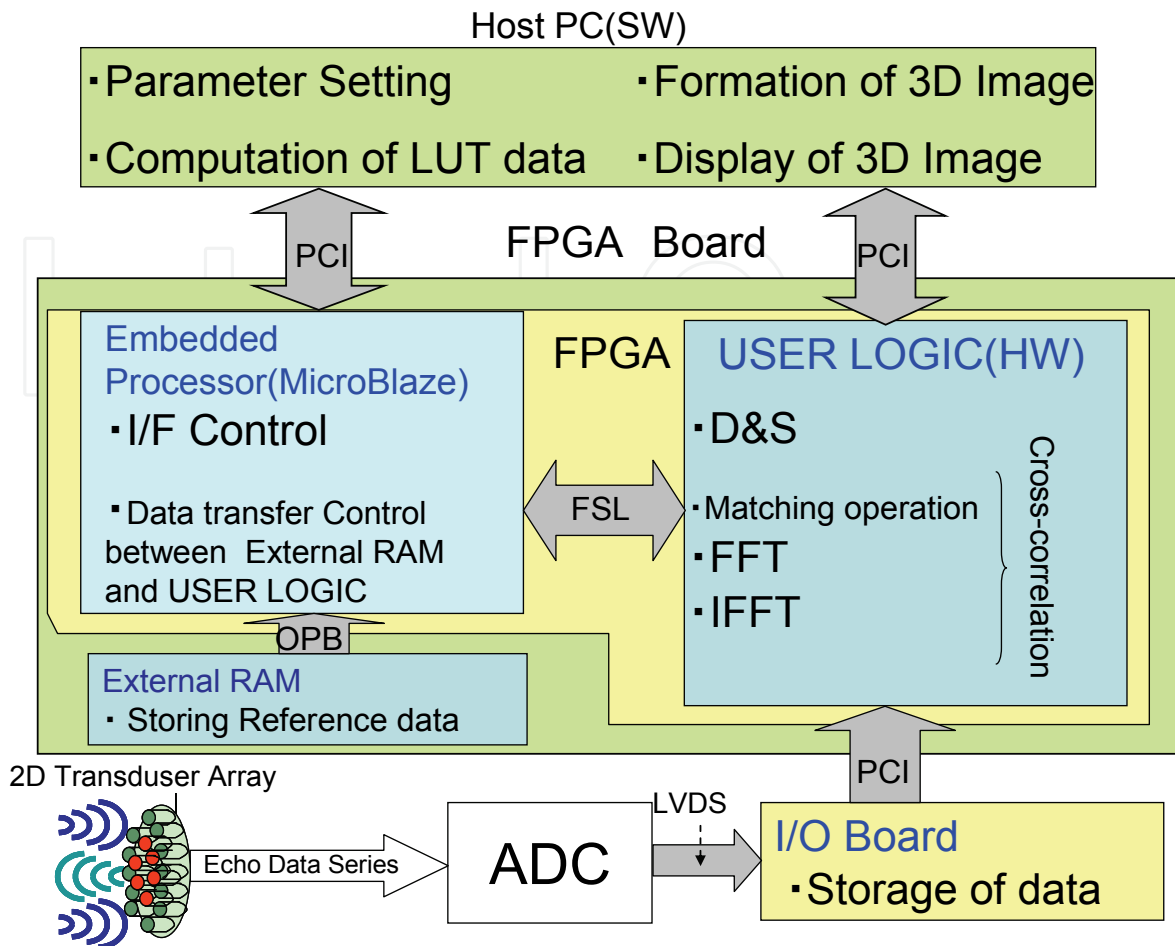 Host PC(SW)
▪Parameter Setting
▪Formation of 3D Image
▪Computation of LUT data
▪Display of 3D Image
PCI
FPGA Board
PCI
Embedded
Processor(MicroBlaze)
▪I/F Control
▪Data transfer Control
between External RAM
and USER LOGIC
FPGA
FSL
USER LOGIC(HW)
▪D&S
▪Matching operation
▪FFT
▪IFFT
Cross-correlation
OPB
External RAM
▪Storing Reference data
PCI
2D Transduser Array
Echo Data Series
ADC
LVDS
I/O Board
▪Storage of data